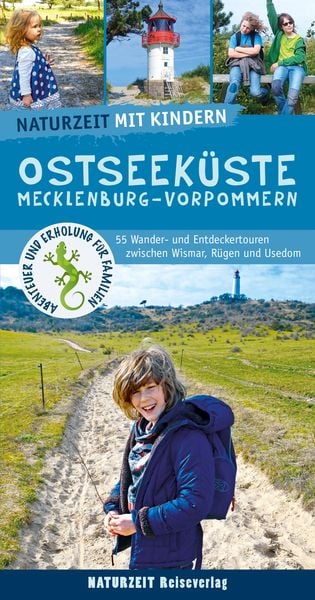 NATURZEIT MIT KINDERN
OSTSEEKÜSTE
MECKLENBURG-VORPOMMERN
ABENTEUER UND ERHOLUNG FÜR FAMILIEN
55 Wander- und Entdeckertouren
zwischen Wismar, Rügen und Usedom
NATURZEIT Reiseverlag